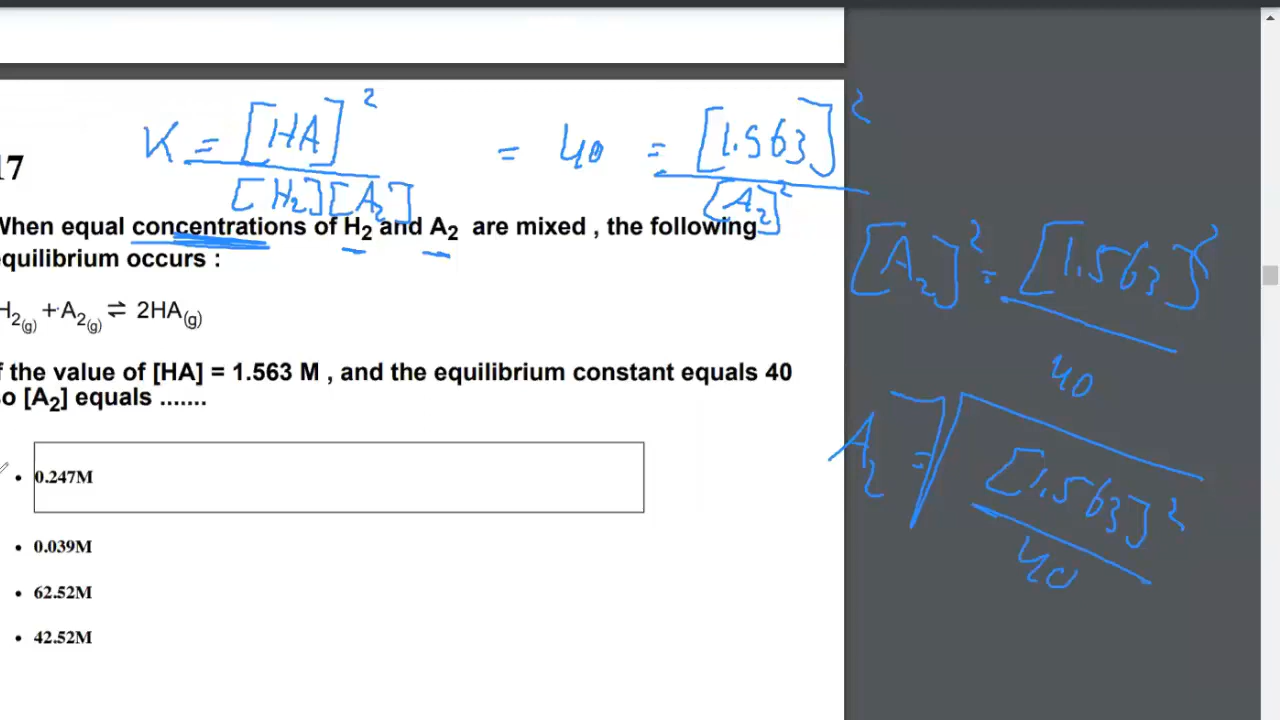 K = [HA]² / [H₂][A₂] = 40 = [1.563]² / [A₂]²
17
When equal concentrations of H₂ and A₂ are mixed , the following
equilibrium occurs :
H₂(g) + A₂(g) ⇌ 2HA(g)
If the value of [HA] = 1.563 M , and the equilibrium constant equals 40
so [A₂] equals .......
• 0.247M
• 0.039M
• 62.52M
• 42.52M
[A₂]² = [1.563]² / 40
A₂ = √([1.563]² / 40)